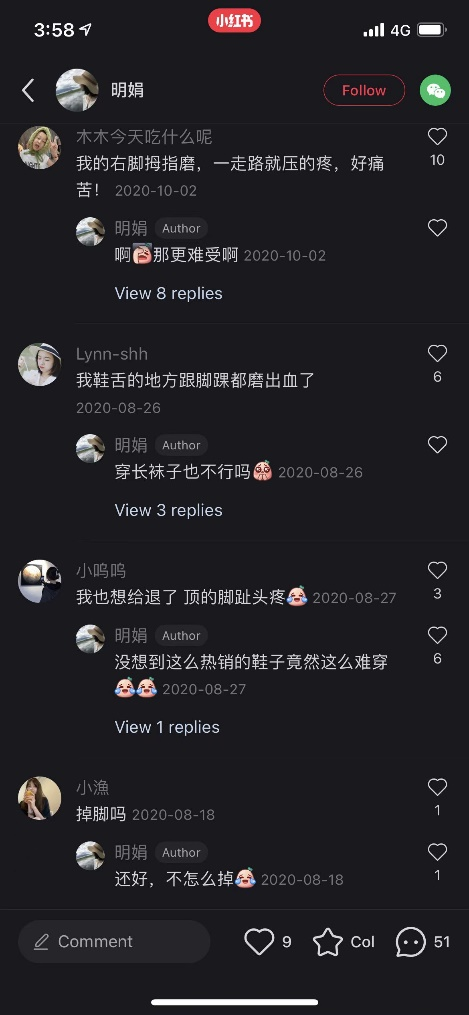 3:58
小红书
4G
明娟
Follow
木木今天吃什么呢
我的右脚拇指磨，一走路就压的疼，好痛
苦！ 2020-10-02
10
明娟 Author
啊那更难受啊 2020-10-02
View 8 replies
Lynn-shh
我鞋舌的地方跟脚踝都磨出血了
6
2020-08-26
明娟 Author
穿长袜子也不行吗 2020-08-26
View 3 replies
小呜呜
我也想给退了 顶的脚趾头疼 2020-08-27
3
明娟 Author
没想到这么热销的鞋子竟然这么难穿
6
2020-08-27
View 1 replies
小漁
掉脚吗 2020-08-18
1
明娟 Author
还好，不怎么掉 2020-08-18
1
Comment
9
Col
51